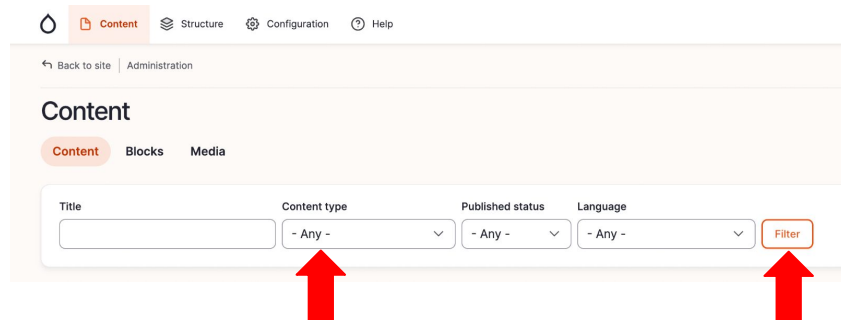 Content Structure Configuration Help
Back to site Administration
Content
Content Blocks Media
Title Content type Published status Language
- Any - - Any - - Any - Filter